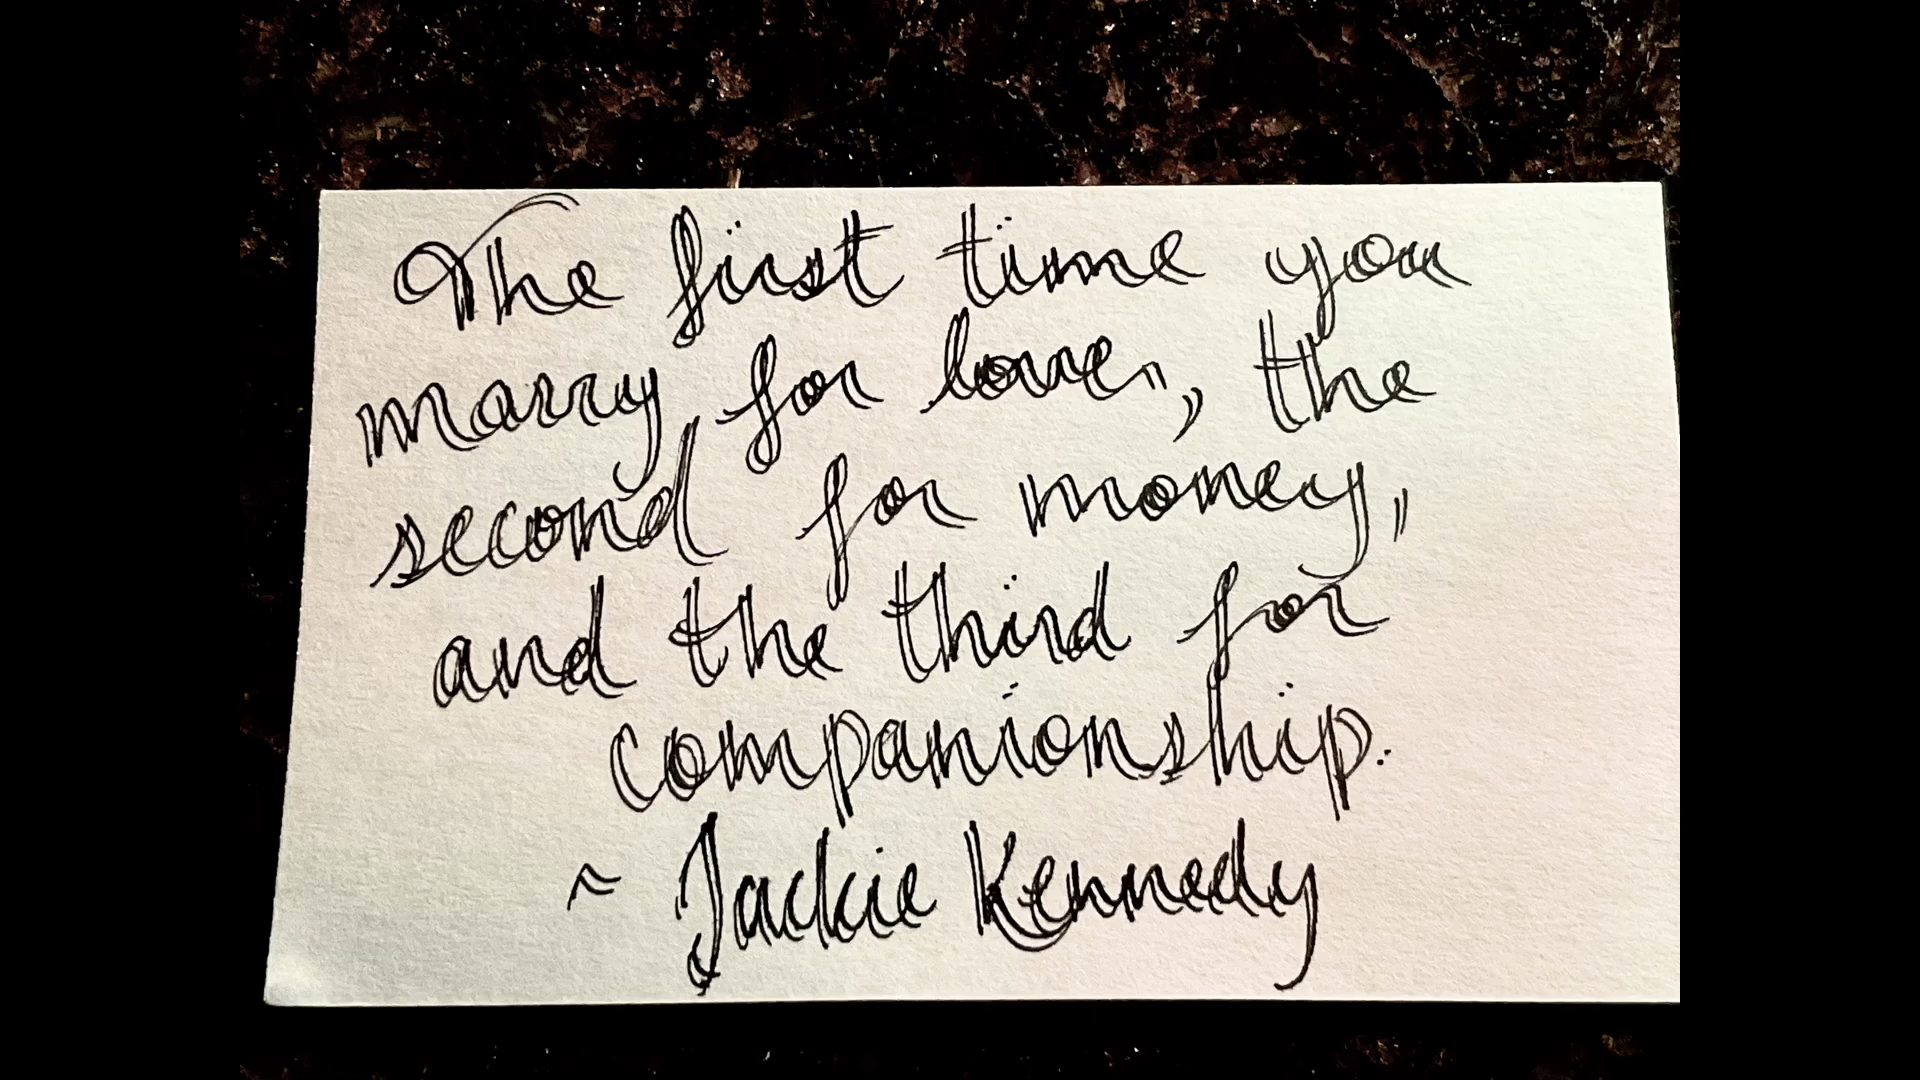 The first time you
marry for love, the
second for money,
and the third for
companionship.
~ Jackie Kennedy